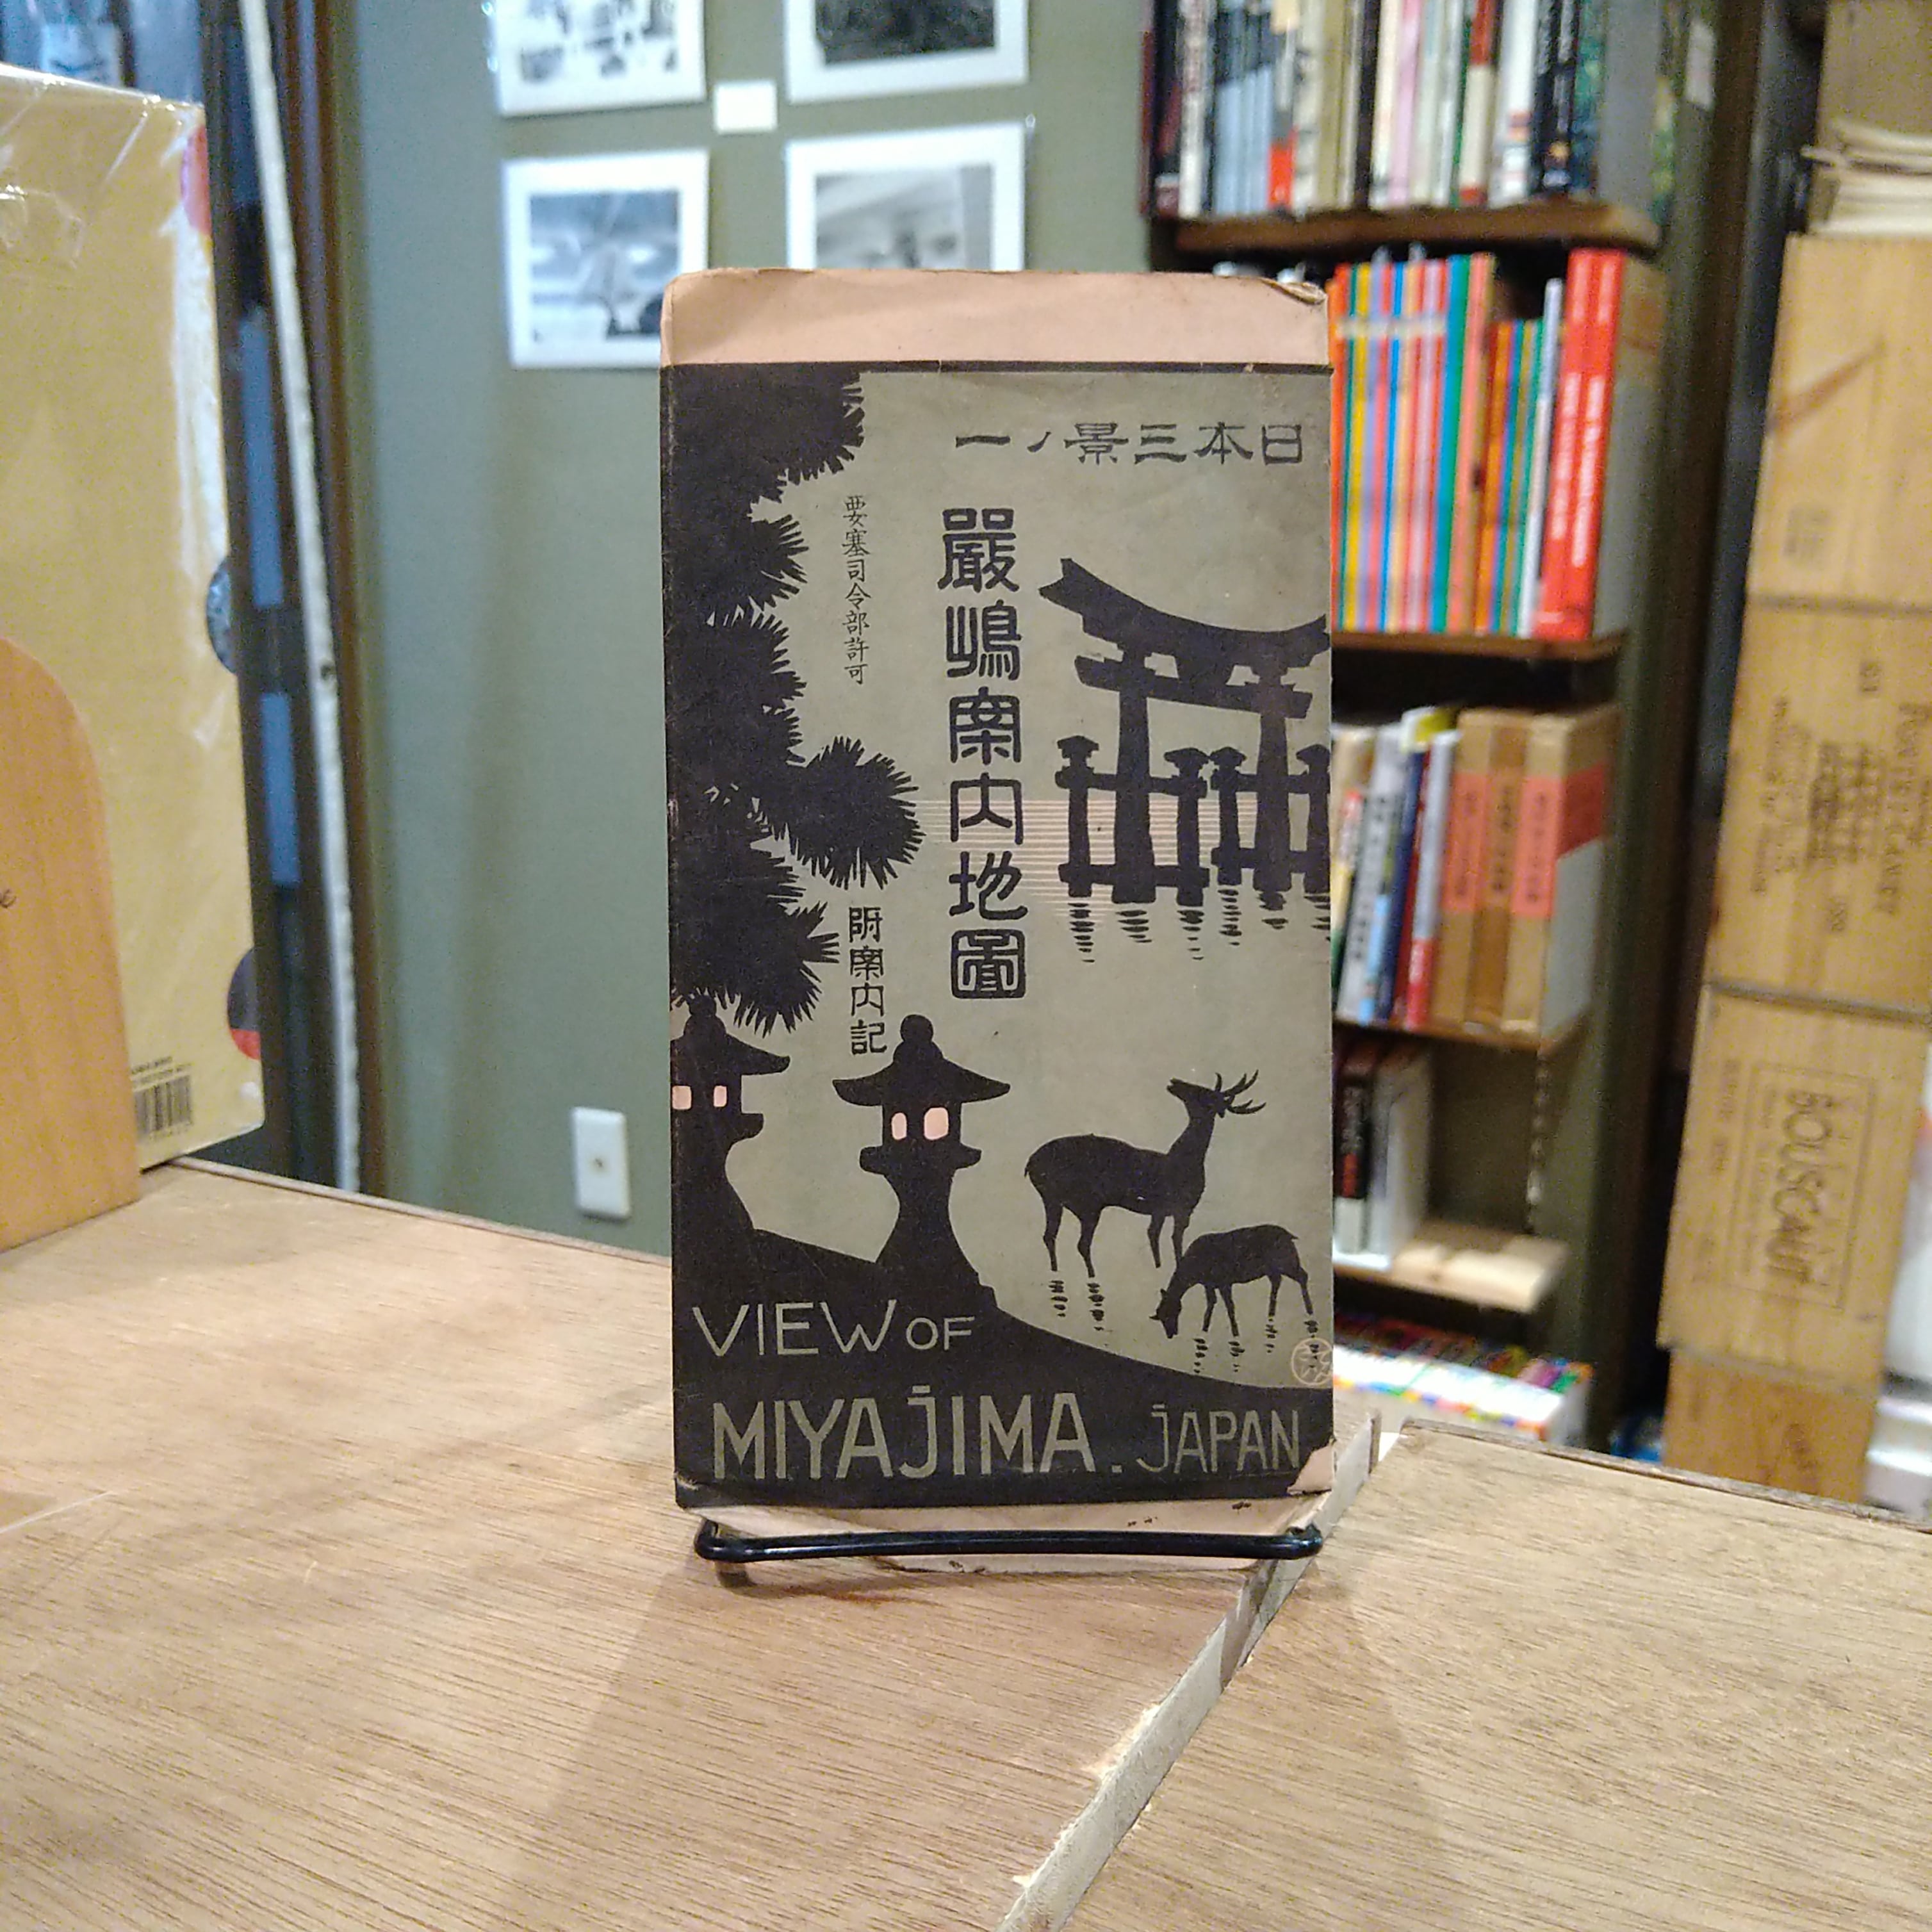 日本三景ノ一
嚴嶋案内地圖
要塞司令部許可
附案内記
VIEW OF
MIYAJIMA. JAPAN
BOUSCAUT